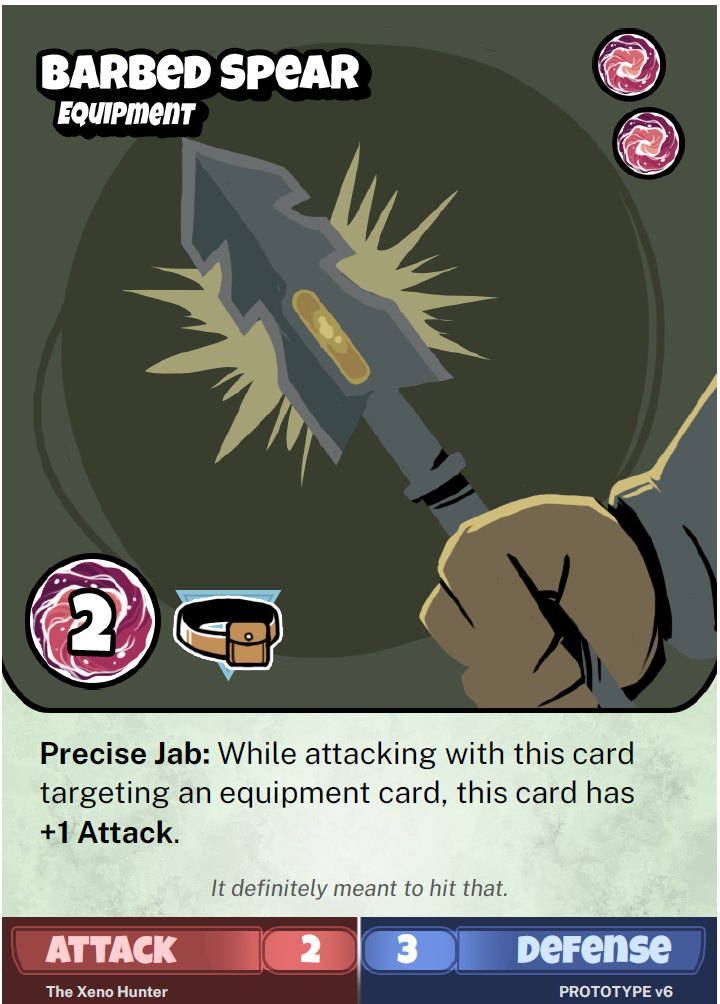 BARBED SPEAR
EQUIPMENT
2
Precise Jab: While attacking with this card
targeting an equipment card, this card has
+1 Attack.
It definitely meant to hit that.
ATTACK 2 3 DEFENSE
The Xeno Hunter PROTOTYPE v6